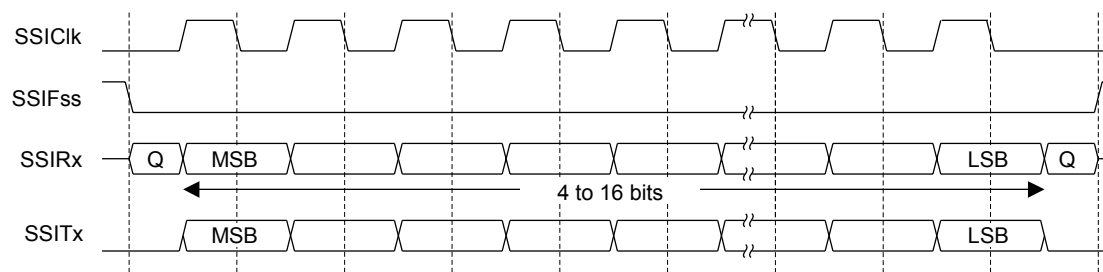 SSIClk
SSIFss
SSIRx Q MSB LSB Q
4 to 16 bits
SSITx MSB LSB